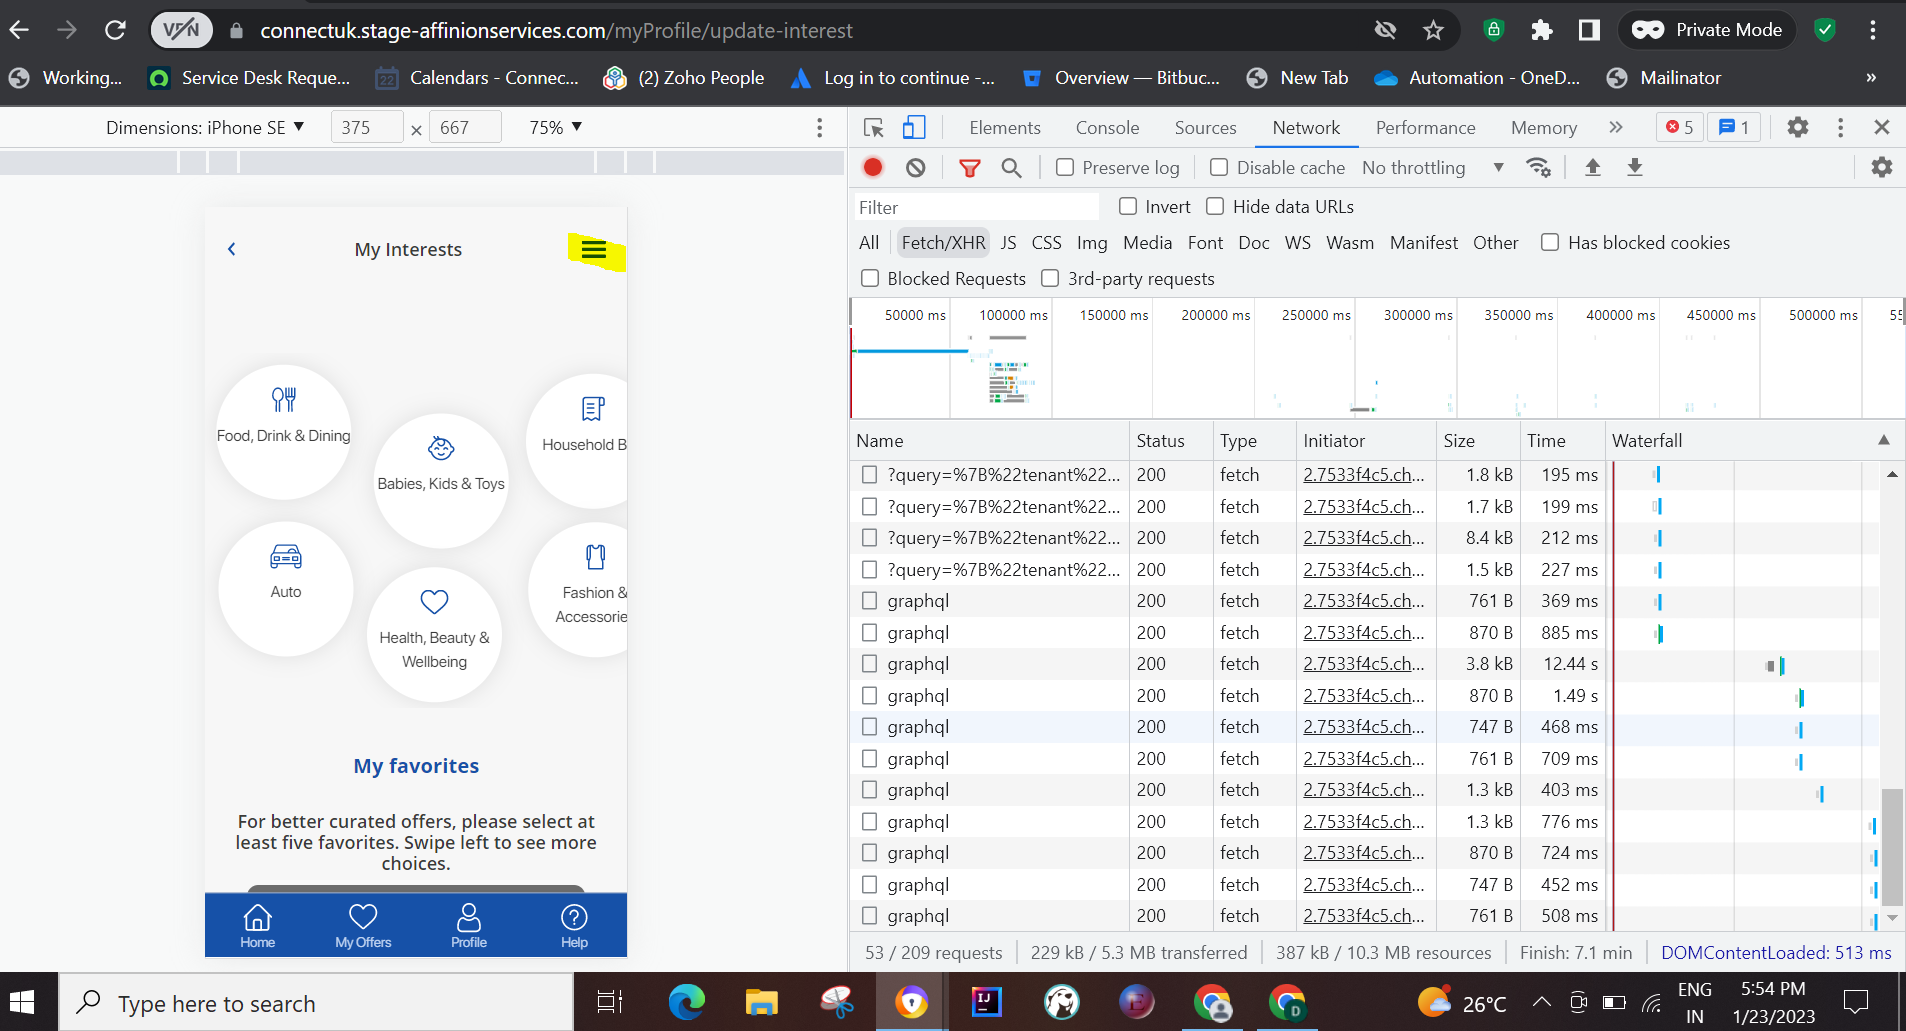 VPN connectuk.stage-affinionservices.com/myProfile/update-interest Private Mode
Working... Service Desk Reque... 22 Calendars - Connec... (2) Zoho People Log in to continue -... Overview — Bitbuc... New Tab Automation - OneD... Mailinator »
Dimensions: iPhone SE ▼ 375 × 667 75% ▼
Elements Console Sources Network Performance Memory » 5 1
Preserve log Disable cache No throttling ▼
Filter Invert Hide data URLs
All Fetch/XHR JS CSS Img Media Font Doc WS Wasm Manifest Other Has blocked cookies
Blocked Requests 3rd-party requests
50000 ms 100000 ms 150000 ms 200000 ms 250000 ms 300000 ms 350000 ms 400000 ms 450000 ms 500000 ms
My Interests
Food, Drink & Dining
Babies, Kids & Toys
Household B
Auto
Health, Beauty &
Wellbeing
Fashion &
Accessorie
My favorites
For better curated offers, please select at
least five favorites. Swipe left to see more
choices.
Home My Offers Profile Help
Name Status Type Initiator Size Time Waterfall
?query=%7B%22tenant%22... 200 fetch 2.7533f4c5.ch... 1.8 kB 195 ms
?query=%7B%22tenant%22... 200 fetch 2.7533f4c5.ch... 1.7 kB 199 ms
?query=%7B%22tenant%22... 200 fetch 2.7533f4c5.ch... 8.4 kB 212 ms
?query=%7B%22tenant%22... 200 fetch 2.7533f4c5.ch... 1.5 kB 227 ms
graphql 200 fetch 2.7533f4c5.ch... 761 B 369 ms
graphql 200 fetch 2.7533f4c5.ch... 870 B 885 ms
graphql 200 fetch 2.7533f4c5.ch... 3.8 kB 12.44 s
graphql 200 fetch 2.7533f4c5.ch... 870 B 1.49 s
graphql 200 fetch 2.7533f4c5.ch... 747 B 468 ms
graphql 200 fetch 2.7533f4c5.ch... 761 B 709 ms
graphql 200 fetch 2.7533f4c5.ch... 1.3 kB 403 ms
graphql 200 fetch 2.7533f4c5.ch... 1.3 kB 776 ms
graphql 200 fetch 2.7533f4c5.ch... 870 B 724 ms
graphql 200 fetch 2.7533f4c5.ch... 747 B 452 ms
graphql 200 fetch 2.7533f4c5.ch... 761 B 508 ms
53 / 209 requests 229 kB / 5.3 MB transferred 387 kB / 10.3 MB resources Finish: 7.1 min DOMContentLoaded: 513 ms
Type here to search IJ D 26°C ENG 5:54 PM
IN 1/23/2023